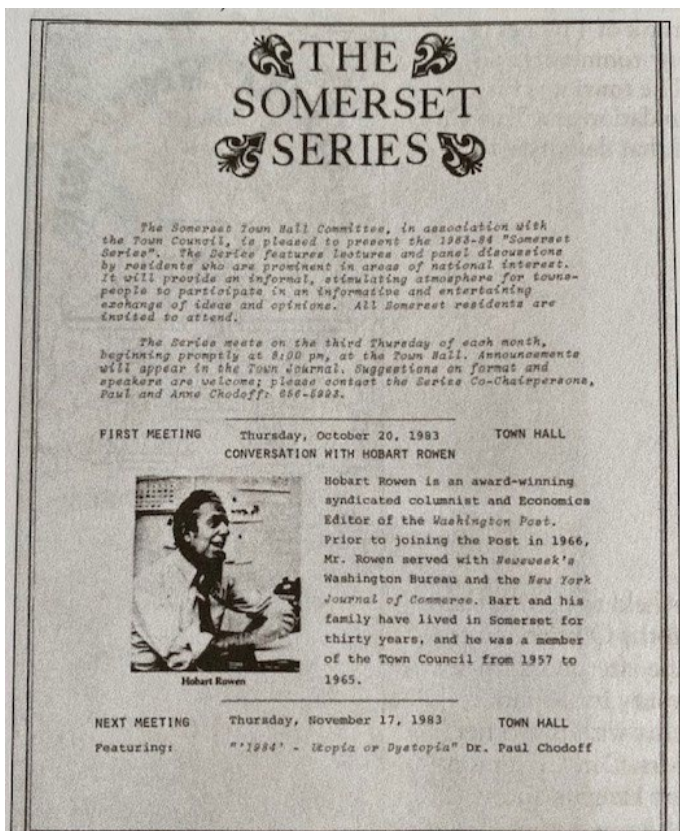 THE
SOMERSET
SERIES
The Somerset Town Hall Committee, in association with
the Town Council, is pleased to present the 1983-84 "Somerset
Series". The Series features lectures and panel discussions
by residents who are prominent in areas of national interest.
It will provide an informal, stimulating atmosphere for towns-
people to participate in an informative and entertaining
exchange of ideas and opinions. All Somerset residents are
invited to attend.
The Series meets on the third Thursday of each month,
beginning promptly at 8:00 pm, at the Town Hall. Announcements
will appear in the Town Journal. Suggestions on format and
speakers are welcome; please contact the Series Co-Chairpersons,
Paul and Anne Chodoff:
FIRST MEETING Thursday, October 20, 1983 TOWN HALL
CONVERSATION WITH HOBART ROWEN
Hobart Rowen is an award-winning
syndicated columnist and Economics
Editor of the Washington Post.
Prior to joining the Post in 1966,
Mr. Rowen served with Newsweek's
Washington Bureau and the New York
Journal of Commerce. Bart and his
family have lived in Somerset for
thirty years, and he was a member
of the Town Council from 1957 to
1965.
Hobart Rowen
NEXT MEETING Thursday, November 17, 1983 TOWN HALL
Featuring: "'1984' - Utopia or Dystopia" Dr. Paul Chodoff